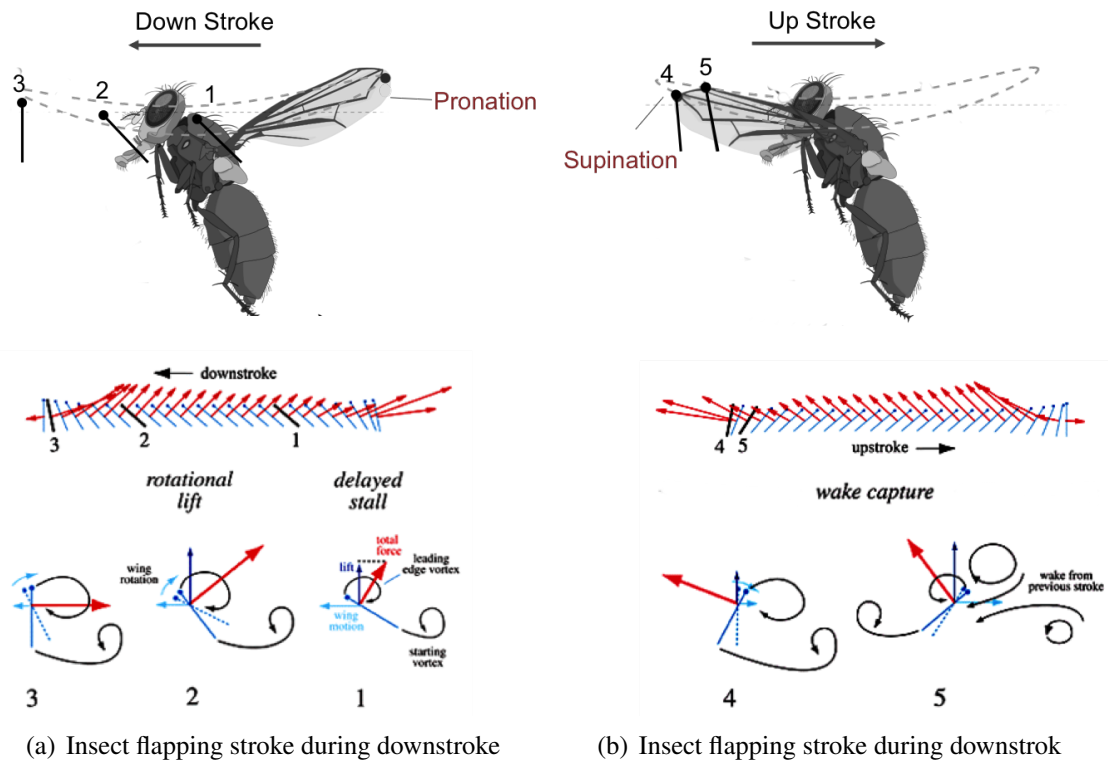 Down Stroke
3
2
1
Pronation
Up Stroke
4
5
Supination
downstroke
3
2
1
rotational
lift
delayed
stall
wing
rotation
total
force
lift
leading
edge vortex
wing
motion
starting
vortex
3
2
1
4
5
upstroke
wake capture
wake from
previous stroke
4
5
(a) Insect flapping stroke during downstroke
(b) Insect flapping stroke during downstrok